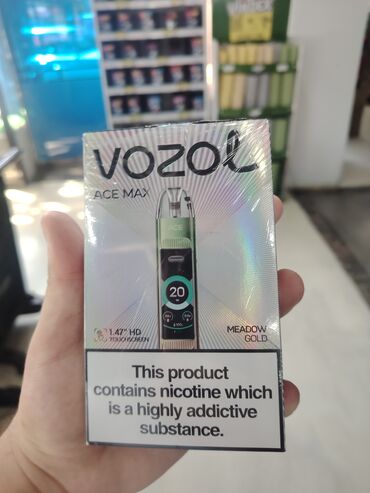 VOZOL
ACE MAX
ACE
20
1.47" HD
TOUCHSCREEN
MEADOW
GOLD
This product
contains nicotine which
is a highly addictive
substance.